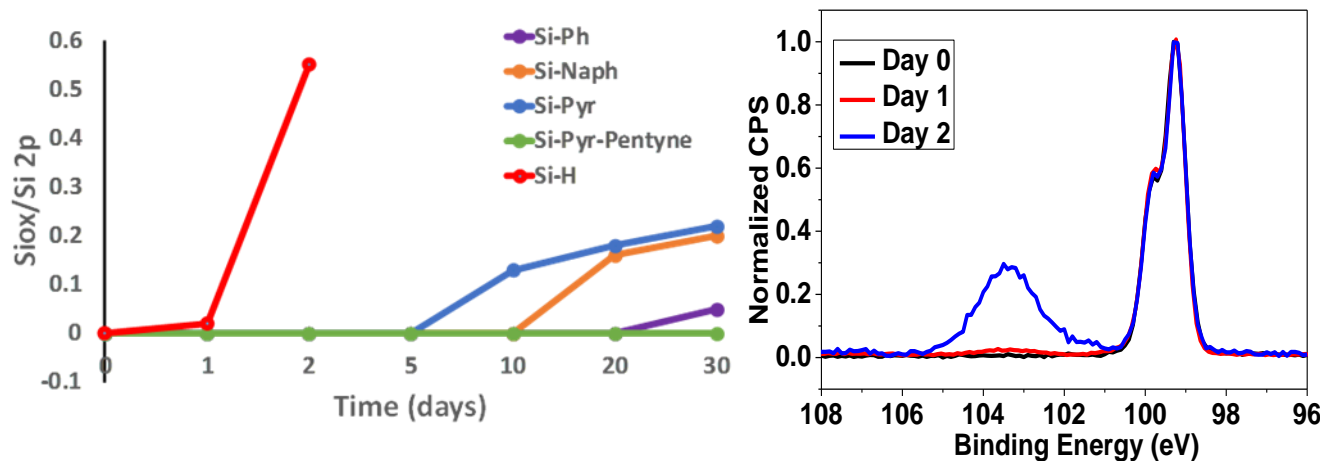 0.6
0.5
0.4
0.3
0.2
0.1
0
-0.1
Siox/Si 2p
Si-Ph
Si-Naph
Si-Pyr
Si-Pyr-Pentyne
Si-H
0 1 2 5 10 20 30
Time (days)
1.0
0.8
0.6
0.4
0.2
0.0
Normalized CPS
Day 0
Day 1
Day 2
108 106 104 102 100 98 96
Binding Energy (eV)